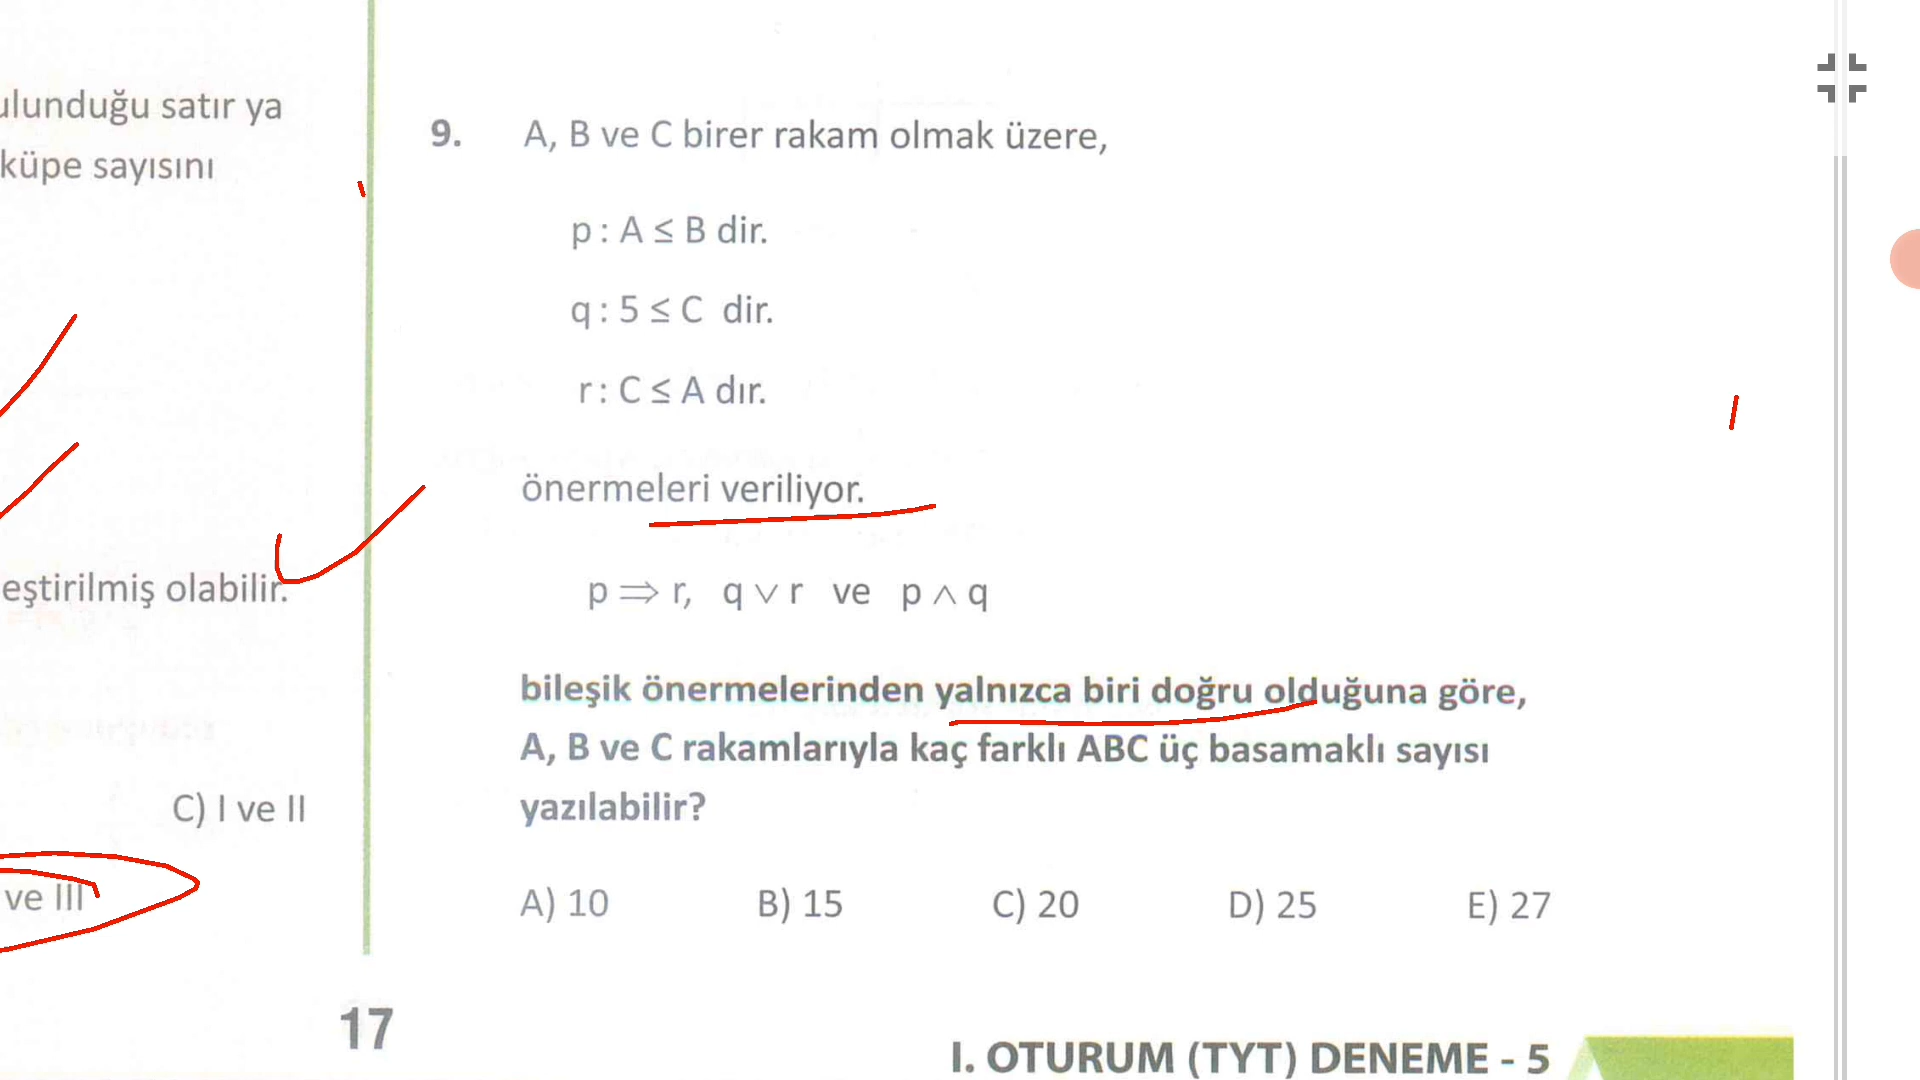 ulunduğu satır ya
küpe sayısını
eştirilmiş olabilir.
C) I ve II
ve III
17
9. A, B ve C birer rakam olmak üzere,
p : A ≤ B dir.
q : 5 ≤ C dir.
r : C ≤ A dır.
önermeleri veriliyor.
p ⇒ r, q ∨ r ve p ∧ q
bileşik önermelerinden yalnızca biri doğru olduğuna göre,
A, B ve C rakamlarıyla kaç farklı ABC üç basamaklı sayısı
yazılabilir?
A) 10 B) 15 C) 20 D) 25 E) 27
I. OTURUM (TYT) DENEME - 5